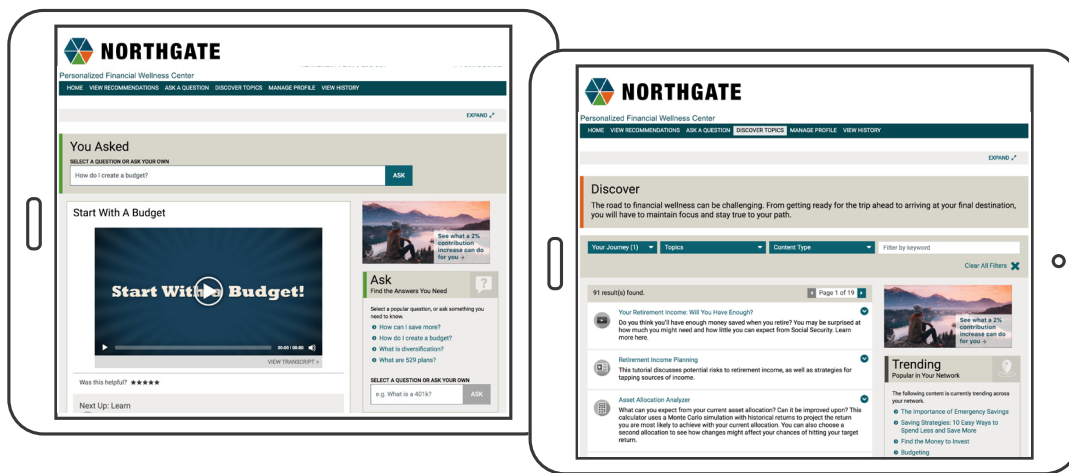 NORTHGATE
Personalized Financial Wellness Center
HOME VIEW RECOMMENDATIONS ASK A QUESTION DISCOVER TOPICS MANAGE PROFILE VIEW HISTORY
EXPAND
You Asked
SELECT A QUESTION OR ASK YOUR OWN
How do I create a budget?
ASK
Start With A Budget
Start With a Budget!
00:00 | 00:00
VIEW TRANSCRIPT »
Was this helpful? ★★★★★
Next Up: Learn
See what a 2%
contribution
increase can do
for you →
Ask
Find the Answers You Need
?
Select a popular question, or ask something you
need to know.
How can I save more?
How do I create a budget?
What is diversification?
What are 529 plans?
SELECT A QUESTION OR ASK YOUR OWN
e.g. What is a 401k?
ASK
NORTHGATE
Personalized Financial Wellness Center
HOME VIEW RECOMMENDATIONS ASK A QUESTION DISCOVER TOPICS MANAGE PROFILE VIEW HISTORY
EXPAND
Discover
The road to financial wellness can be challenging. From getting ready for the trip ahead to arriving at your final destination,
you will have to maintain focus and stay true to your path.
Your Journey (1)
Topics
Content Type
Filter by keyword
Clear All Filters
91 result(s) found.
Page 1 of 19
Your Retirement Income: Will You Have Enough?
Do you think you'll have enough money saved when you retire? You may be surprised at
how much you might need and how little you can expect from Social Security. Learn
more here.
Retirement Income Planning
This tutorial discusses potential risks to retirement income, as well as strategies for
tapping sources of income.
Asset Allocation Analyzer
What can you expect from your current asset allocation? Can it be improved upon? This
calculator uses a Monte Carlo simulation with historical returns to project the return
you are most likely to achieve with your current allocation. You can also choose a
second allocation to see how changes might affect your chances of hitting your target
return.
See what a 2%
contribution
increase can do
for you →
Trending
Popular in Your Network
The following content is currently trending across
your network.
The Importance of Emergency Savings
Saving Strategies: 10 Easy Ways to
Spend Less and Save More
Find the Money to Invest
Budgeting